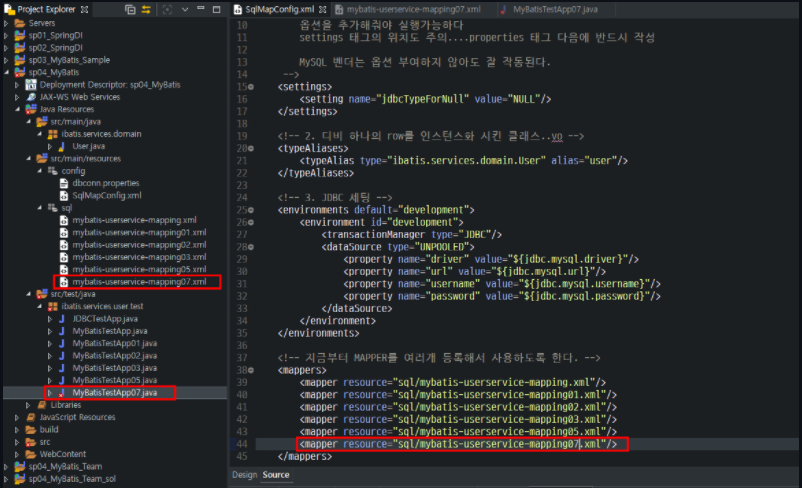 Project Explorer
Servers
sp01_SpringDI
sp02_SpringDI
sp03_MyBatis_Sample
sp04_MyBatis
Deployment Descriptor: sp04_MyBatis
JAX-WS Web Services
Java Resources
src/main/java
ibatis.services.domain
User.java
src/main/resources
config
dbconn.properties
SqlMapConfig.xml
sql
mybatis-userservice-mapping.xml
mybatis-userservice-mapping01.xml
mybatis-userservice-mapping02.xml
mybatis-userservice-mapping03.xml
mybatis-userservice-mapping05.xml
mybatis-userservice-mapping07.xml
src/test/java
ibatis.services.user.test
JDBCTestApp.java
MyBatisTestApp.java
MyBatisTestApp01.java
MyBatisTestApp02.java
MyBatisTestApp03.java
MyBatisTestApp05.java
MyBatisTestApp07.java
Libraries
JavaScript Resources
build
src
WebContent
sp04_MyBatis_Team
sp04_MyBatis_Team_sol
SqlMapConfig.xml mybatis-userservice-mapping07.xml MyBatisTestApp07.java
10 옵션을 추가해줘야 실행가능하다
11 settings 태그의 위치도 주의....properties 태그 다음에 반드시 작성
12
13 MySQL 벤더는 옵션 부여하지 않아도 잘 작동된다.
14 -->
15 <settings>
16 <setting name="jdbcTypeForNull" value="NULL"/>
17 </settings>
18
19 <!-- 2. 디비 하나의 row를 인스턴스화 시킨 클래스..vo -->
20 <typeAliases>
21 <typeAlias type="ibatis.services.domain.User" alias="user"/>
22 </typeAliases>
23
24 <!-- 3. JDBC 세팅 -->
25 <environments default="development">
26 <environment id="development">
27 <transactionManager type="JDBC"/>
28 <dataSource type="UNPOOLED">
29 <property name="driver" value="${jdbc.mysql.driver}"/>
30 <property name="url" value="${jdbc.mysql.url}"/>
31 <property name="username" value="${jdbc.mysql.username}"/>
32 <property name="password" value="${jdbc.mysql.password}"/>
33 </dataSource>
34 </environment>
35 </environments>
36
37 <!-- 지금부터 MAPPER를 여러개 등록해서 사용하도록 한다. -->
38 <mappers>
39 <mapper resource="sql/mybatis-userservice-mapping.xml"/>
40 <mapper resource="sql/mybatis-userservice-mapping01.xml"/>
41 <mapper resource="sql/mybatis-userservice-mapping02.xml"/>
42 <mapper resource="sql/mybatis-userservice-mapping03.xml"/>
43 <mapper resource="sql/mybatis-userservice-mapping05.xml"/>
44 <mapper resource="sql/mybatis-userservice-mapping07.xml"/>
45 </mappers>
Design Source